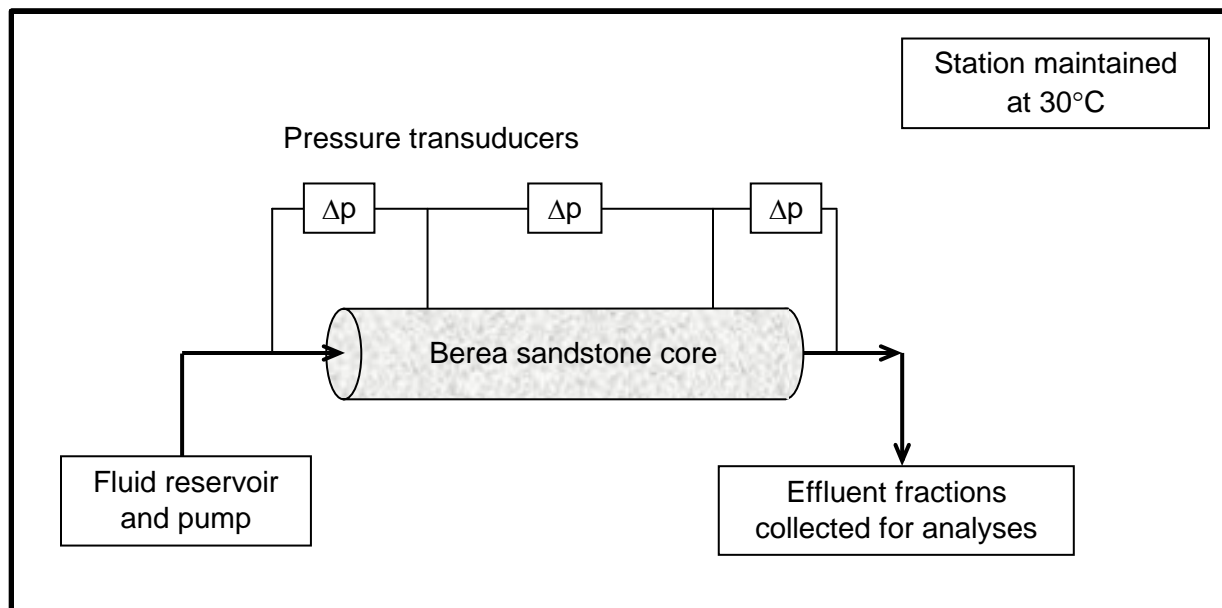 Station maintained
at 30°C
Pressure transuducers
Δp
Δp
Δp
Berea sandstone core
Fluid reservoir
and pump
Effluent fractions
collected for analyses